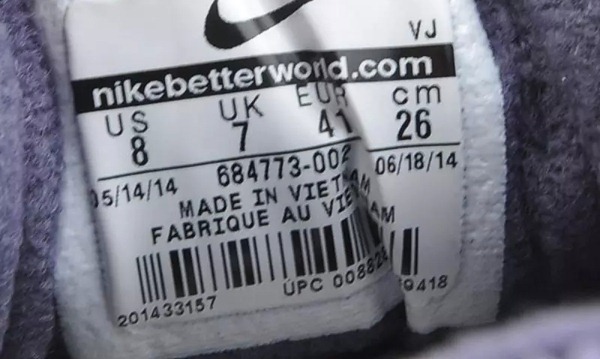 VJ
nikebetterworld.com
US UK EUR cm
8 7 41 26
05/14/14 684773-002 06/18/14
MADE IN VIETNAM
FABRIQUE AU VIETNAM
UPC
201433157